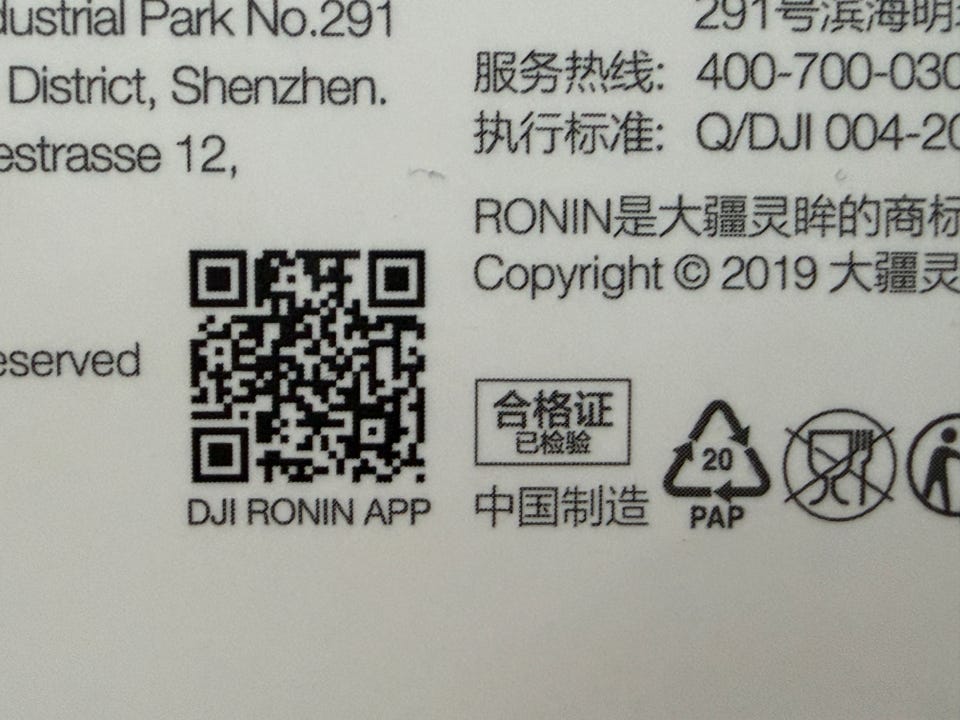 dustrial Park No.291
District, Shenzhen.
estrasse 12,
eserved
DJI RONIN APP
291号滨海明
服务热线: 400-700-030
执行标准: Q/DJI 004-20
RONIN是大疆灵眸的商标
Copyright © 2019 大疆灵
合格证
已检验
中国制造
20
PAP